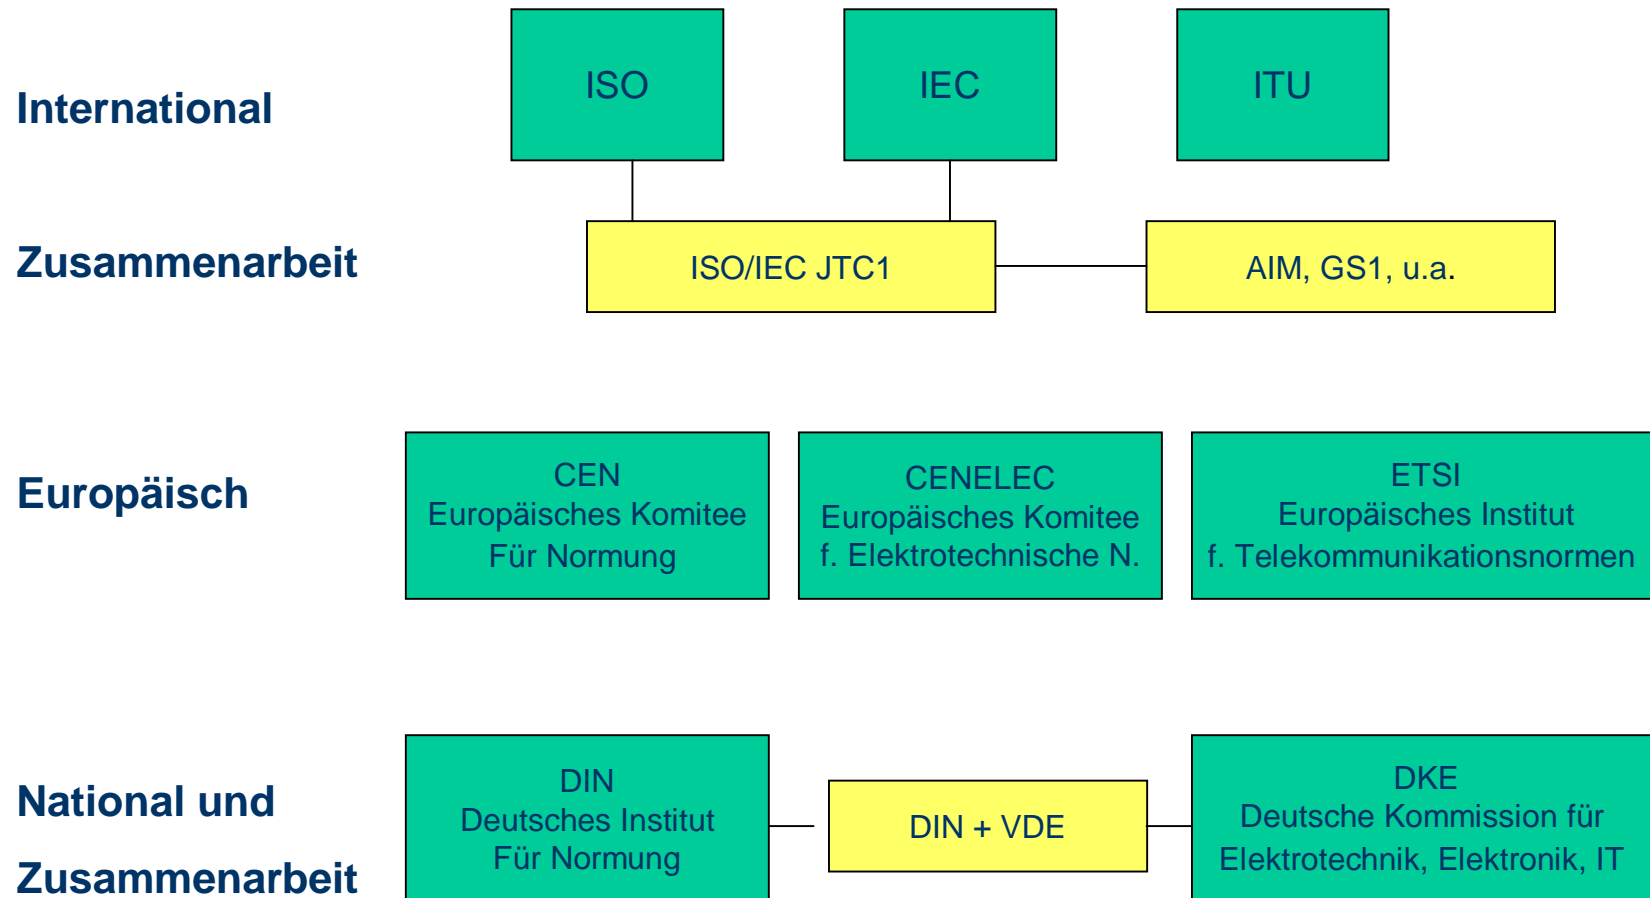 International
ISO
IEC
ITU
Zusammenarbeit
ISO/IEC JTC1
AIM, GS1, u.a.
Europäisch
CEN
Europäisches Komitee
Für Normung
CENELEC
Europäisches Komitee
f. Elektrotechnische N.
ETSI
Europäisches Institut
f. Telekommunikationsnormen
National und
Zusammenarbeit
DIN
Deutsches Institut
Für Normung
DIN + VDE
DKE
Deutsche Kommission für
Elektrotechnik, Elektronik, IT